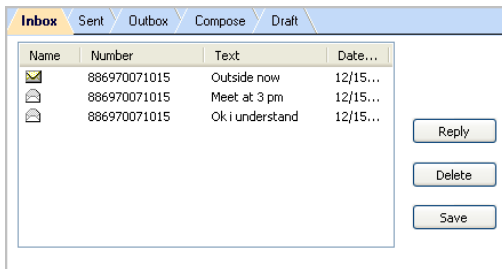 Inbox Sent Outbox Compose Draft
Name Number Text Date...
886970071015 Outside now 12/15...
886970071015 Meet at 3 pm 12/15...
886970071015 Ok i understand 12/15...
Reply
Delete
Save